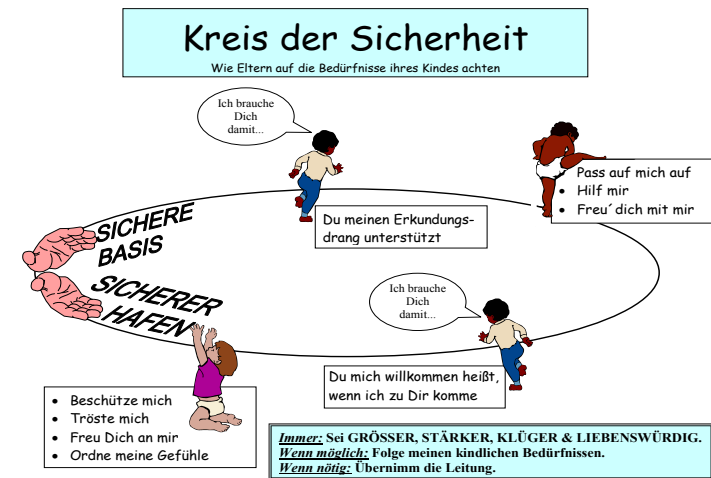 Kreis der Sicherheit
Wie Eltern auf die Bedürfnisse ihres Kindes achten
Ich brauche
Dich
damit...
Du meinen Erkundungs-
drang unterstützt
Pass auf mich auf
• Hilf mir
• Freu´dich mit mir
SICHERE
BASIS
SICHERER
HAFEN
Ich brauche
Dich
damit...
Du mich willkommen heißt,
wenn ich zu Dir komme
• Beschütze mich
• Tröste mich
• Freu Dich an mir
• Ordne meine Gefühle
Immer: Sei GRÖSSER, STÄRKER, KLÜGER & LIEBENSWÜRDIG.
Wenn möglich: Folge meinen kindlichen Bedürfnissen.
Wenn nötig: Übernimm die Leitung.